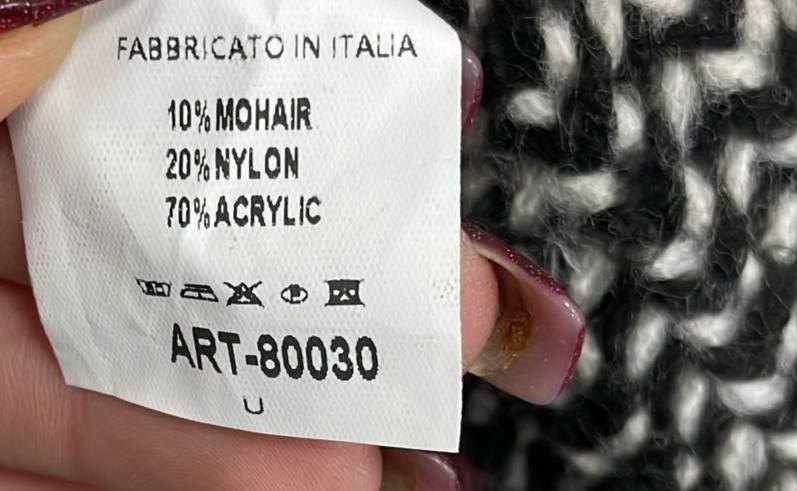 FABBRICATO IN ITALIA
10% MOHAIR
20% NYLON
70% ACRYLIC
ART-80030
U